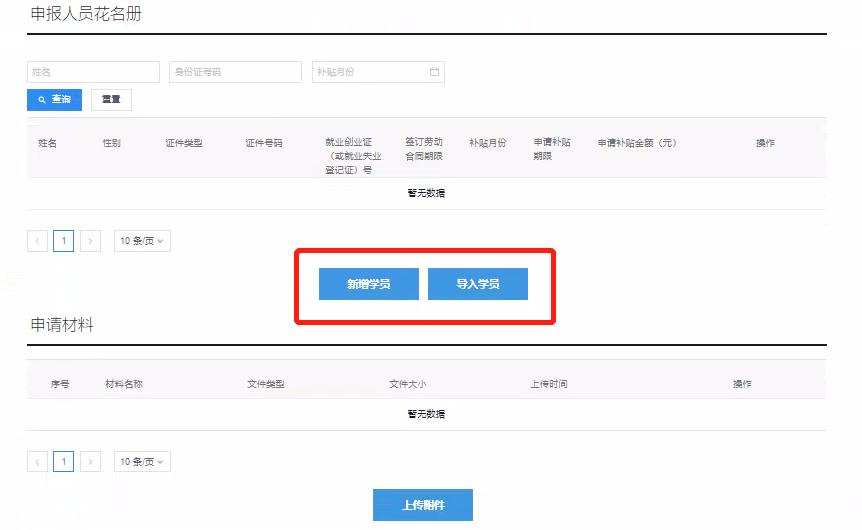 申报人员花名册
姓名 身份证号码 补贴月份
查询 重置
姓名 性别 证件类型 证件号码 就业创业证（或就业失业登记证）号 签订劳动合同期限 补贴月份 申请补贴期限 申请补贴金额（元） 操作
暂无数据
< 1 > 10 条/页
新增学员 导入学员
申请材料
序号 材料名称 文件类型 文件大小 上传时间 操作
暂无数据
< 1 > 10 条/页
上传附件